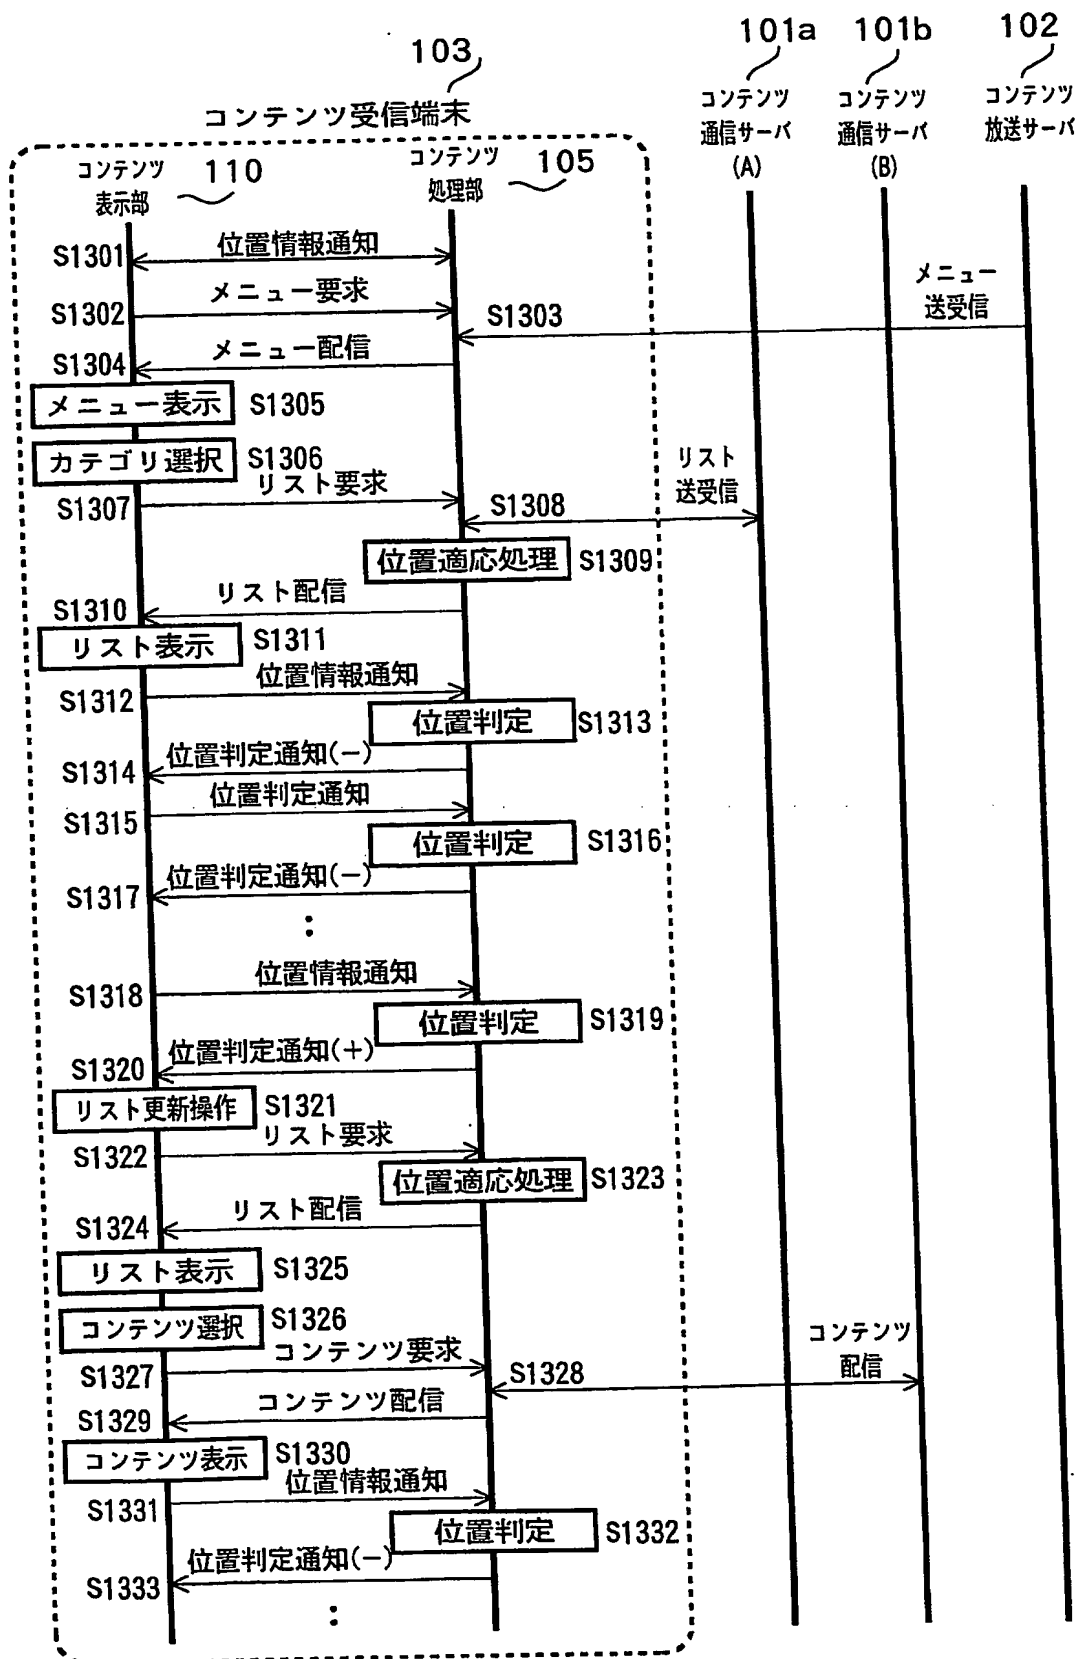 103
101a
101b
102
コンテンツ受信端末
コンテンツ
通信サーバ
(A)
コンテンツ
通信サーバ
(B)
コンテンツ
放送サーバ
コンテンツ
表示部
110
コンテンツ
処理部
105
S1301
位置情報通知
S1302
メニュー要求
S1303
メニュー
送受信
S1304
メニュー配信
メニュー表示
S1305
カテゴリ選択
S1306
S1307
リスト要求
S1308
リスト
送受信
位置適応処理
S1309
S1310
リスト配信
リスト表示
S1311
S1312
位置情報通知
位置判定
S1313
S1314
位置判定通知(−)
S1315
位置判定通知
位置判定
S1316
S1317
位置判定通知(−)
:
S1318
位置情報通知
位置判定
S1319
S1320
位置判定通知(+)
リスト更新操作
S1321
S1322
リスト要求
位置適応処理
S1323
S1324
リスト配信
リスト表示
S1325
コンテンツ選択
S1326
S1327
コンテンツ要求
S1328
コンテンツ
配信
S1329
コンテンツ配信
コンテンツ表示
S1330
S1331
位置情報通知
位置判定
S1332
S1333
位置判定通知(−)
: